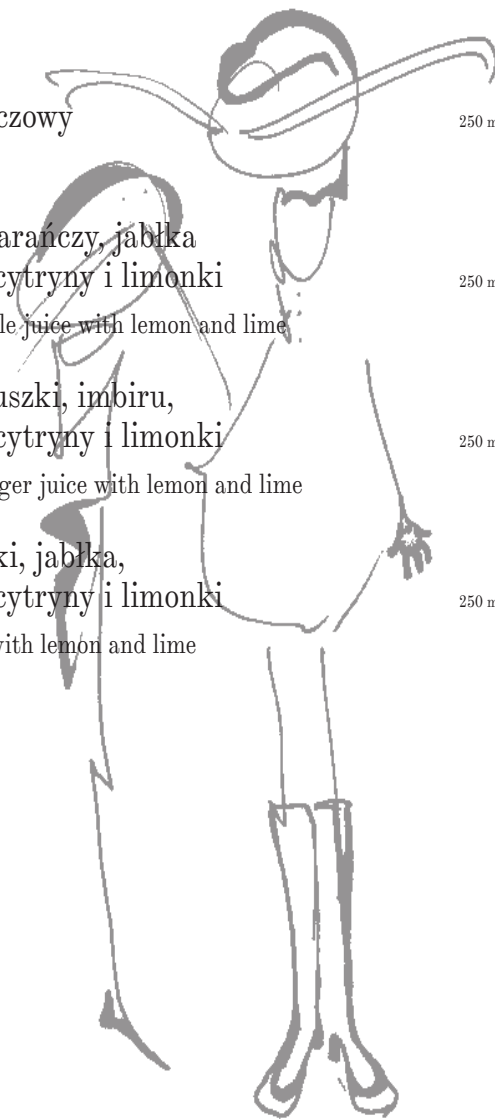 czowy 250 m
arańczy, jabłka
cytryny i limonki 250 m
le juice with lemon and lime
uszki, imbiru,
cytryny i limonki 250 m
ger juice with lemon and lime
ki, jabłka,
cytryny i limonki 250 m
with lemon and lime